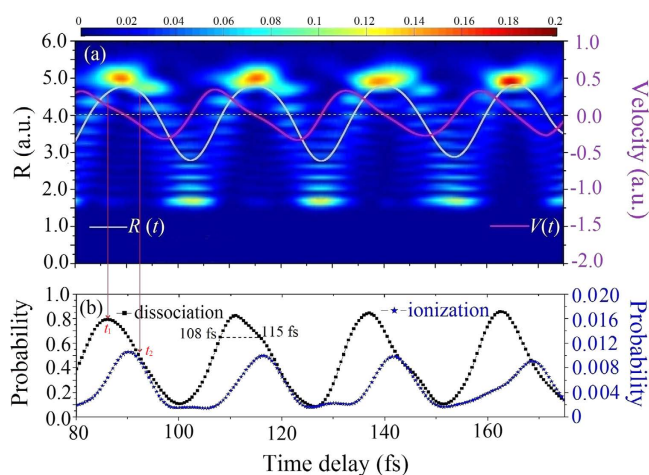 0 0.02 0.04 0.06 0.08 0.1 0.12 0.14 0.16 0.18 0.2
6.0 (a) 1.0
5.0 0.5
4.0 0.0
3.0 -0.5
2.0 -1.0
1.0 R (t) V(t) -1.5
0.0 -2.0
R (a.u.)
Velocity (a.u.)
1.0 (b) dissociation ionization 0.020
0.8 t₁ 0.016
0.6 108 fs 115 fs 0.012
0.4 t₂ 0.008
0.2 0.004
0.0 0
Probability
Probability
80 100 120 140 160
Time delay (fs)